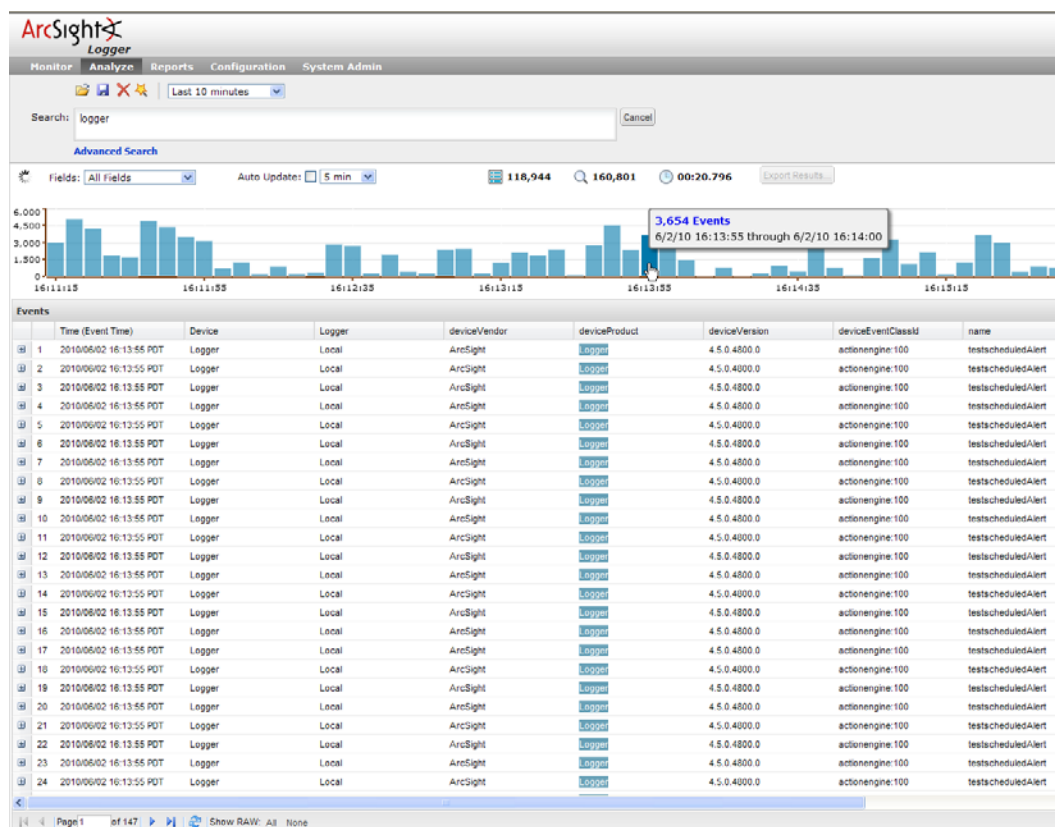 ArcSight
Logger
Monitor Analyze Reports Configuration System Admin
Last 10 minutes
Search: logger Cancel
Advanced Search
Fields: All Fields Auto Update: 5 min 118,944 160,801 00:20.796 Export Results...
6,000
4,500
3,000
1,500
0
3,654 Events
6/2/10 16:13:55 through 6/2/10 16:14:00
16:11:15 16:11:55 16:12:35 16:13:15 16:13:55 16:14:35 16:15:15
Events
Time (Event Time) Device Logger deviceVendor deviceProduct deviceVersion deviceEventClassId name
1 2010/06/02 16:13:55 PDT Logger Local ArcSight Logger 4.5.0.4800.0 actionengine:100 testscheduledAlert
2 2010/06/02 16:13:55 PDT Logger Local ArcSight Logger 4.5.0.4800.0 actionengine:100 testscheduledAlert
3 2010/06/02 16:13:55 PDT Logger Local ArcSight Logger 4.5.0.4800.0 actionengine:100 testscheduledAlert
4 2010/06/02 16:13:55 PDT Logger Local ArcSight Logger 4.5.0.4800.0 actionengine:100 testscheduledAlert
5 2010/06/02 16:13:55 PDT Logger Local ArcSight Logger 4.5.0.4800.0 actionengine:100 testscheduledAlert
6 2010/06/02 16:13:55 PDT Logger Local ArcSight Logger 4.5.0.4800.0 actionengine:100 testscheduledAlert
7 2010/06/02 16:13:55 PDT Logger Local ArcSight Logger 4.5.0.4800.0 actionengine:100 testscheduledAlert
8 2010/06/02 16:13:55 PDT Logger Local ArcSight Logger 4.5.0.4800.0 actionengine:100 testscheduledAlert
9 2010/06/02 16:13:55 PDT Logger Local ArcSight Logger 4.5.0.4800.0 actionengine:100 testscheduledAlert
10 2010/06/02 16:13:55 PDT Logger Local ArcSight Logger 4.5.0.4800.0 actionengine:100 testscheduledAlert
11 2010/06/02 16:13:55 PDT Logger Local ArcSight Logger 4.5.0.4800.0 actionengine:100 testscheduledAlert
12 2010/06/02 16:13:55 PDT Logger Local ArcSight Logger 4.5.0.4800.0 actionengine:100 testscheduledAlert
13 2010/06/02 16:13:55 PDT Logger Local ArcSight Logger 4.5.0.4800.0 actionengine:100 testscheduledAlert
14 2010/06/02 16:13:55 PDT Logger Local ArcSight Logger 4.5.0.4800.0 actionengine:100 testscheduledAlert
15 2010/06/02 16:13:55 PDT Logger Local ArcSight Logger 4.5.0.4800.0 actionengine:100 testscheduledAlert
16 2010/06/02 16:13:55 PDT Logger Local ArcSight Logger 4.5.0.4800.0 actionengine:100 testscheduledAlert
17 2010/06/02 16:13:55 PDT Logger Local ArcSight Logger 4.5.0.4800.0 actionengine:100 testscheduledAlert
18 2010/06/02 16:13:55 PDT Logger Local ArcSight Logger 4.5.0.4800.0 actionengine:100 testscheduledAlert
19 2010/06/02 16:13:55 PDT Logger Local ArcSight Logger 4.5.0.4800.0 actionengine:100 testscheduledAlert
20 2010/06/02 16:13:55 PDT Logger Local ArcSight Logger 4.5.0.4800.0 actionengine:100 testscheduledAlert
21 2010/06/02 16:13:55 PDT Logger Local ArcSight Logger 4.5.0.4800.0 actionengine:100 testscheduledAlert
22 2010/06/02 16:13:55 PDT Logger Local ArcSight Logger 4.5.0.4800.0 actionengine:100 testscheduledAlert
23 2010/06/02 16:13:55 PDT Logger Local ArcSight Logger 4.5.0.4800.0 actionengine:100 testscheduledAlert
24 2010/06/02 16:13:55 PDT Logger Local ArcSight Logger 4.5.0.4800.0 actionengine:100 testscheduledAlert
Page 1 of 147 Show RAW: All None